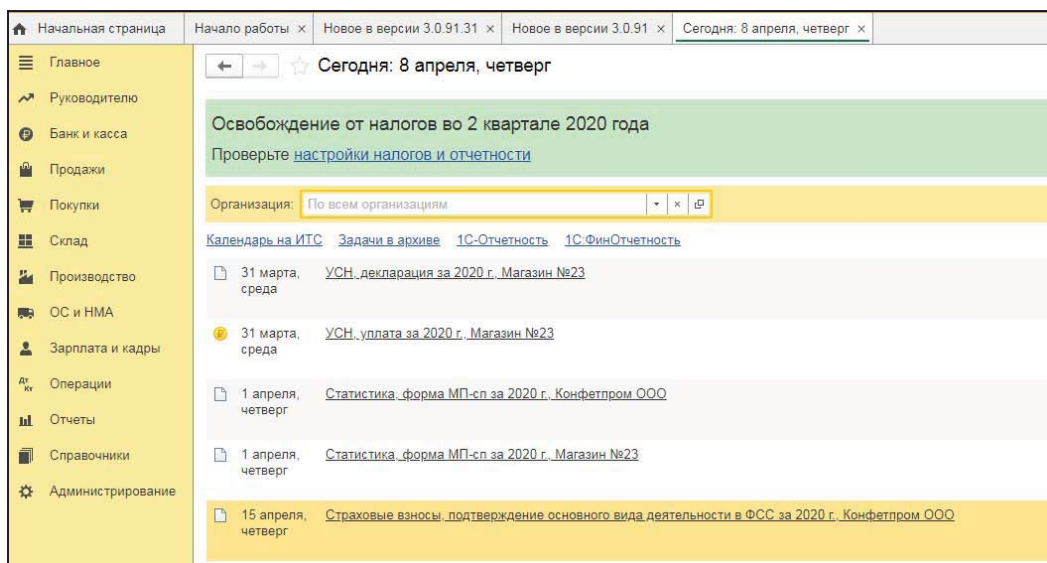 Начальная страница
Начало работы ×
Новое в версии 3.0.91.31 ×
Новое в версии 3.0.91 ×
Сегодня: 8 апреля, четверг ×
Главное
Руководителю
Банк и касса
Продажи
Покупки
Склад
Производство
ОС и НМА
Зарплата и кадры
Дт Кт Операции
Отчеты
Справочники
Администрирование
Сегодня: 8 апреля, четверг
Освобождение от налогов во 2 квартале 2020 года
Проверьте настройки налогов и отчетности
Организация: По всем организациям
Календарь на ИТС Задачи в архиве 1С-Отчетность 1С:ФинОтчетность
31 марта, УСН, декларация за 2020 г., Магазин №23
среда
31 марта, УСН, уплата за 2020 г., Магазин №23
среда
1 апреля, Статистика, форма МП-сп за 2020 г., Конфетпром ООО
четверг
1 апреля, Статистика, форма МП-сп за 2020 г., Магазин №23
четверг
15 апреля, Страховые взносы, подтверждение основного вида деятельности в ФСС за 2020 г., Конфетпром ООО
четверг